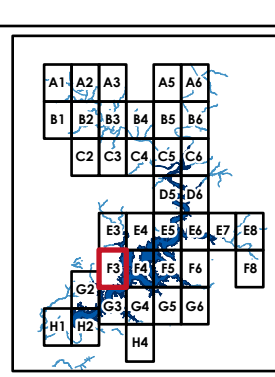 A1 A2 A3 A5 A6
B1 B2 B3 B4 B5 B6
C2 C3 C4 C5 C6
D5 D6
E3 E4 E5 E6 E7 E8
F3 F4 F5 F6 F8
G2
G3 G4 G5 G6
H1 H2
H4